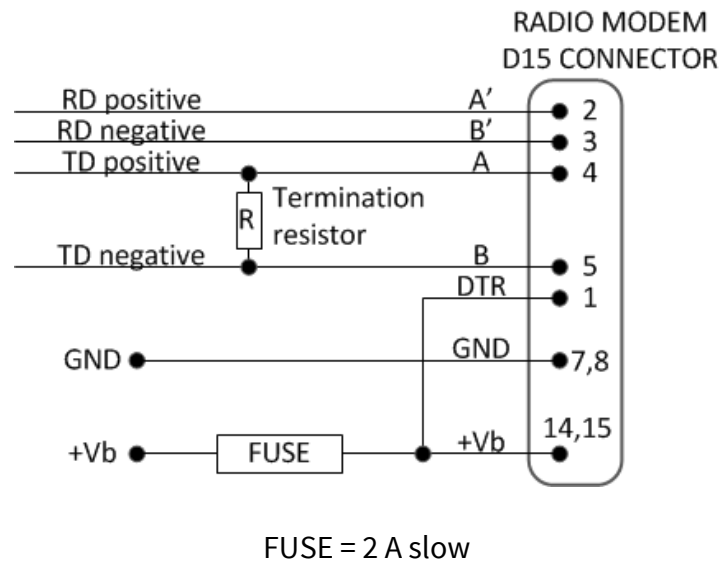 RADIO MODEM
D15 CONNECTOR
RD positive A’ 2
RD negative B’ 3
TD positive A 4
R Termination
resistor
TD negative B 5
DTR 1
GND GND 7,8
14,15
+Vb FUSE +Vb
FUSE = 2 A slow